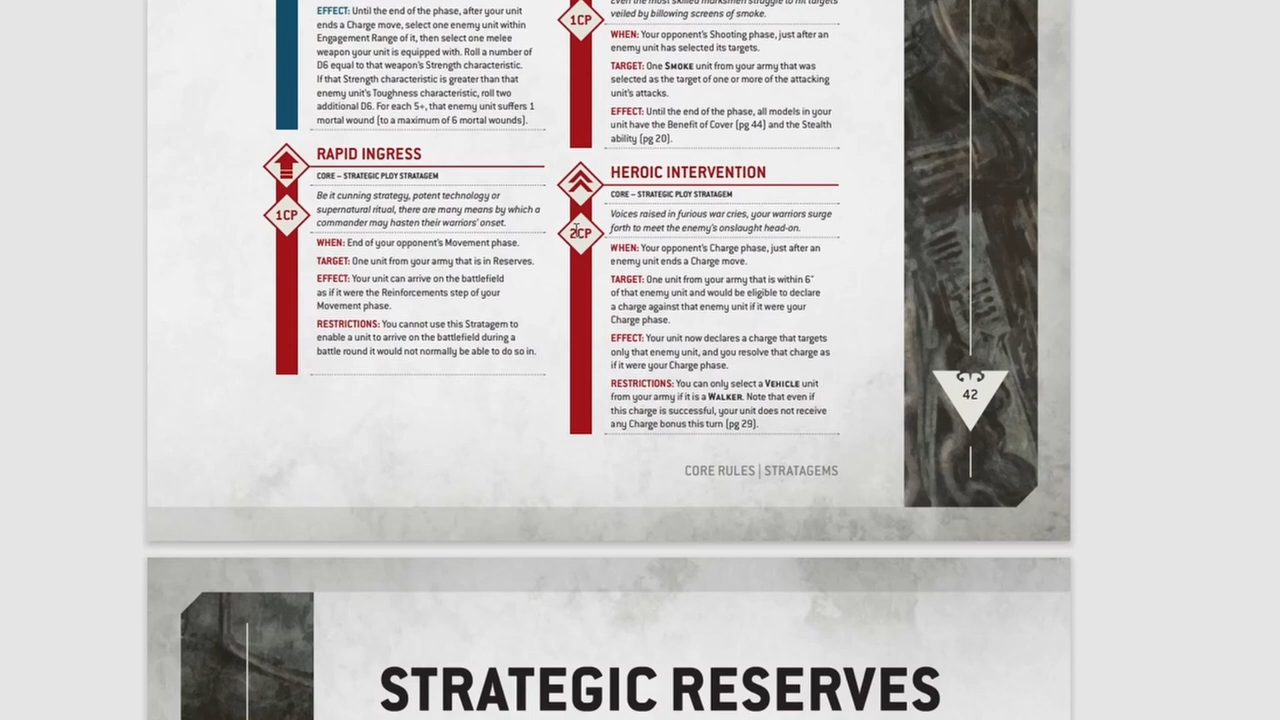 EFFECT: Until the end of the phase, after your unit
ends a Charge move, select one enemy unit within
Engagement Range of it, then select one melee
weapon your unit is equipped with. Roll a number of
D6 equal to that weapon's Strength characteristic.
If that Strength characteristic is greater than that
enemy unit's Toughness characteristic, roll two
additional D6. For each 5+, that enemy unit suffers 1
mortal wound (to a maximum of 6 mortal wounds).
RAPID INGRESS
CORE – STRATEGIC PLOY STRATAGEM
1CP
Be it cunning strategy, potent technology or
supernatural ritual, there are many means by which a
commander may hasten their warriors' onset.
WHEN: End of your opponent's Movement phase.
TARGET: One unit from your army that is in Reserves.
EFFECT: Your unit can arrive on the battlefield
as if it were the Reinforcements step of your
Movement phase.
RESTRICTIONS: You cannot use this Stratagem to
enable a unit to arrive on the battlefield during a
battle round it would not normally be able to do so in.
Even the most skilled marksmen struggle to hit targets
veiled by billowing screens of smoke.
1CP
WHEN: Your opponent's Shooting phase, just after an
enemy unit has selected its targets.
TARGET: One SMOKE unit from your army that was
selected as the target of one or more of the attacking
unit's attacks.
EFFECT: Until the end of the phase, all models in your
unit have the Benefit of Cover (pg 44) and the Stealth
ability (pg 20).
HEROIC INTERVENTION
CORE – STRATEGIC PLOY STRATAGEM
2CP
Voices raised in furious war cries, your warriors surge
forth to meet the enemy's onslaught head-on.
WHEN: Your opponent's Charge phase, just after an
enemy unit ends a Charge move.
TARGET: One unit from your army that is within 6"
of that enemy unit and would be eligible to declare
a charge against that enemy unit if it were your
Charge phase.
EFFECT: Your unit now declares a charge that targets
only that enemy unit, and you resolve that charge as
if it were your Charge phase.
RESTRICTIONS: You can only select a VEHICLE unit
from your army if it is a WALKER. Note that even if
this charge is successful, your unit does not receive
any Charge bonus this turn (pg 29).
42
CORE RULES | STRATAGEMS
STRATEGIC RESERVES